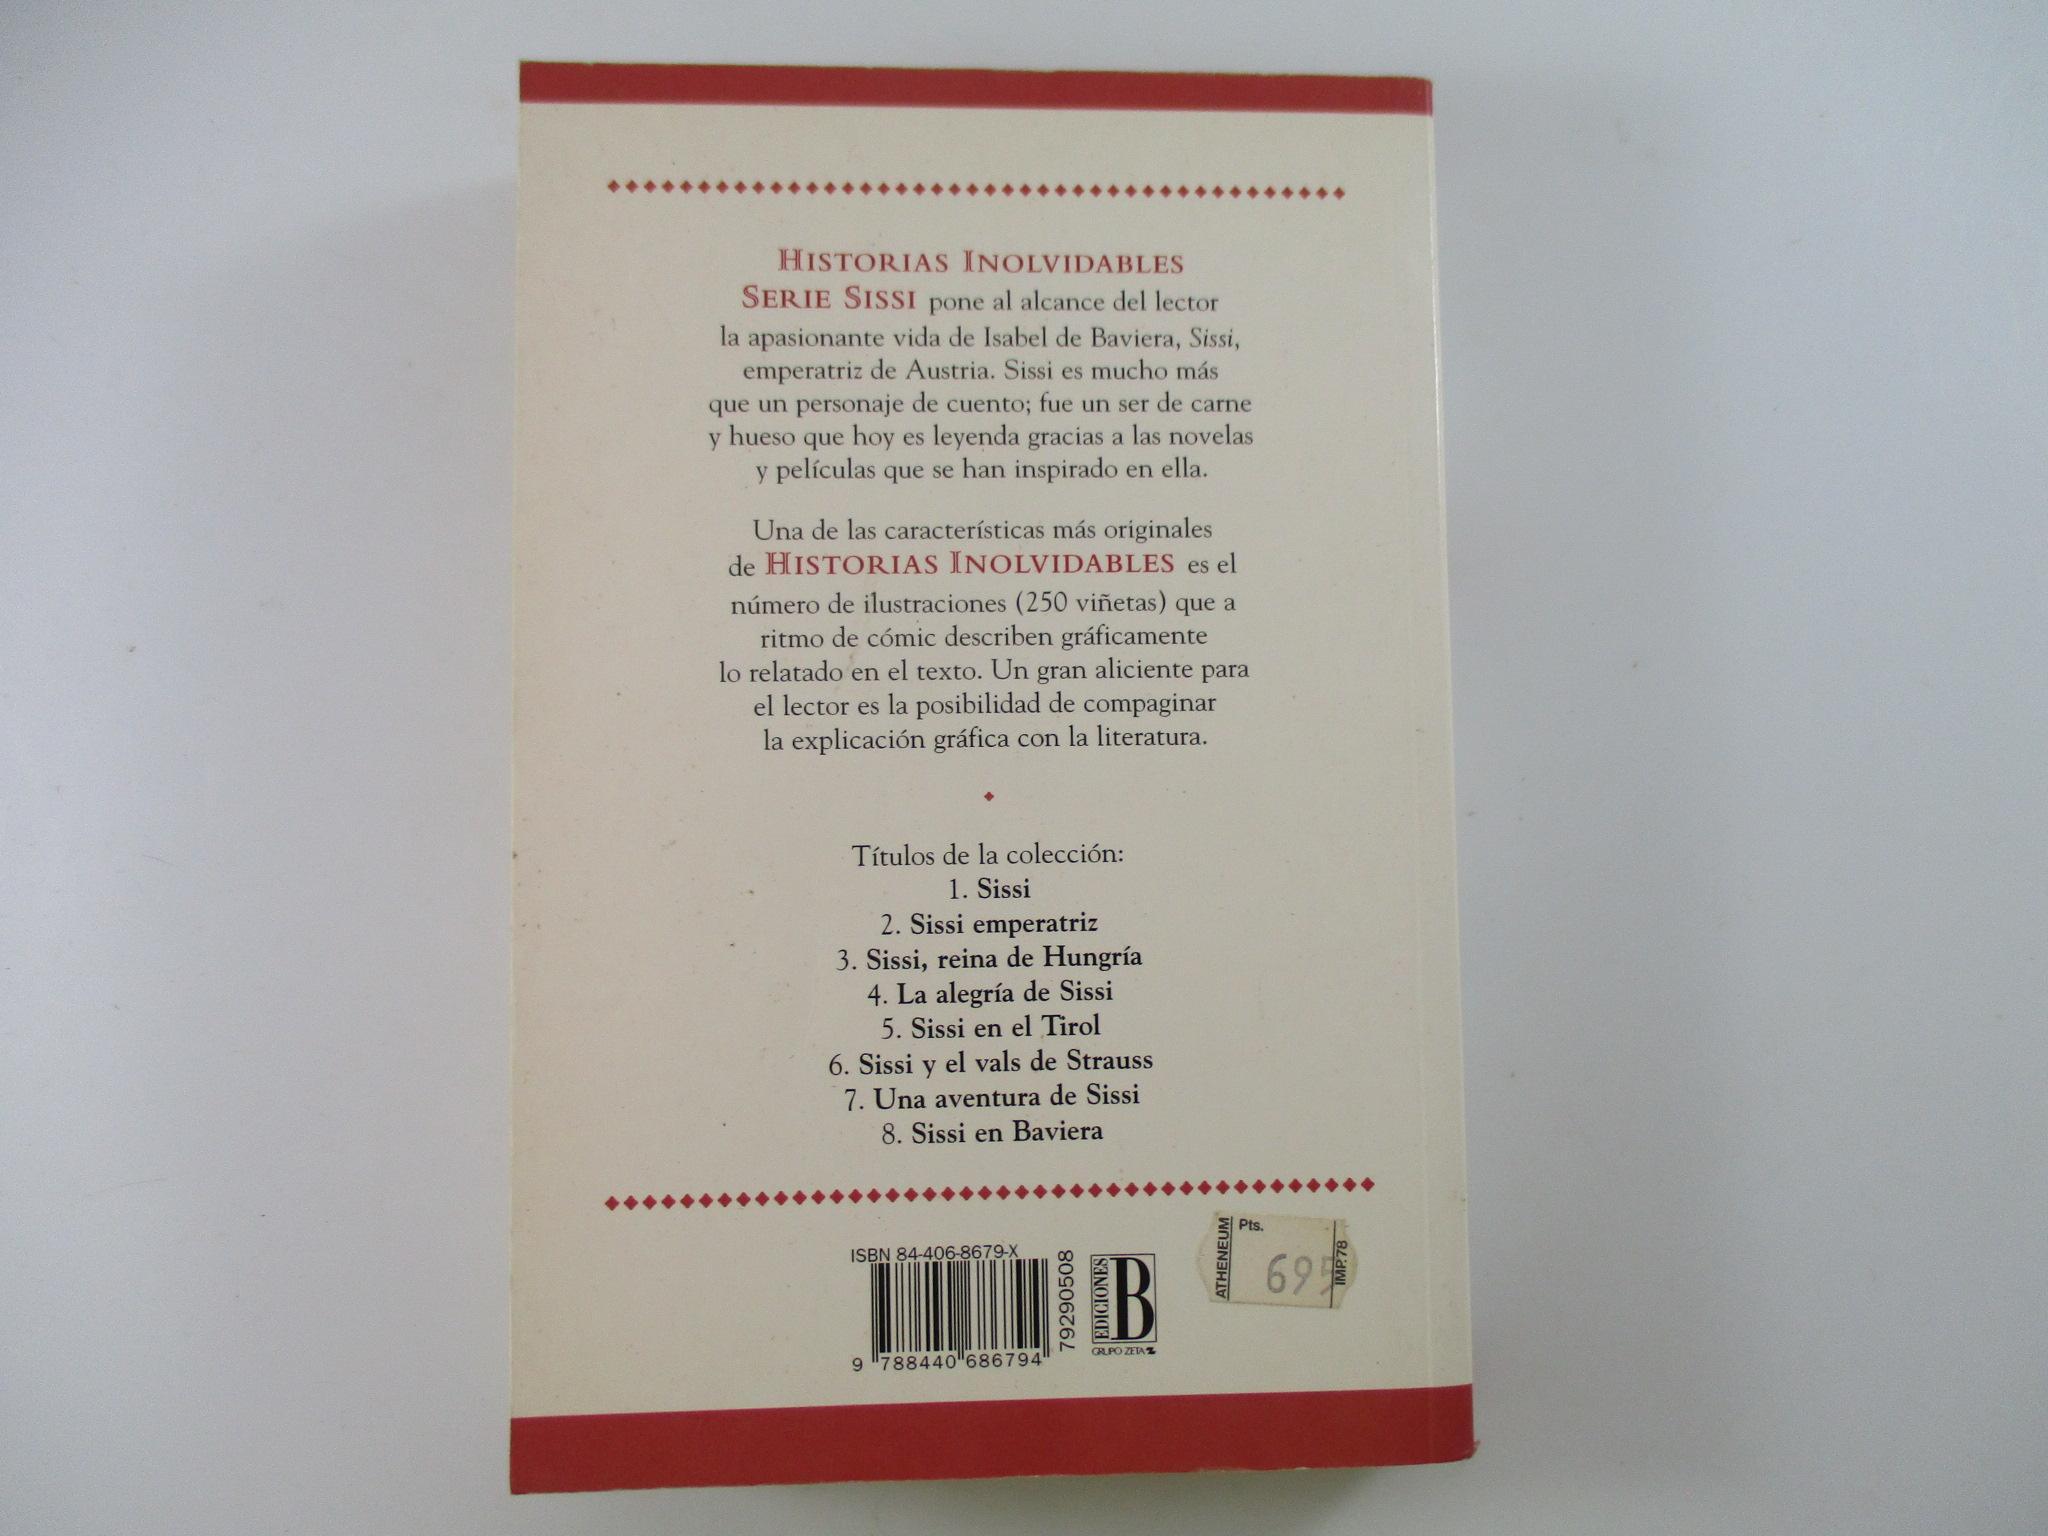 HISTORIAS INOLVIDABLES
SERIE SISSI pone al alcance del lector
la apasionante vida de Isabel de Baviera, Sissi,
emperatriz de Austria. Sissi es mucho más
que un personaje de cuento; fue un ser de carne
y hueso que hoy es leyenda gracias a las novelas
y películas que se han inspirado en ella.
Una de las características más originales
de HISTORIAS INOLVIDABLES es el
número de ilustraciones (250 viñetas) que a
ritmo de cómic describen gráficamente
lo relatado en el texto. Un gran aliciente para
el lector es la posibilidad de compaginar
la explicación gráfica con la literatura.
Títulos de la colección:
1. Sissi
2. Sissi emperatriz
3. Sissi, reina de Hungría
4. La alegría de Sissi
5. Sissi en el Tirol
6. Sissi y el vals de Strauss
7. Una aventura de Sissi
8. Sissi en Baviera
ISBN 84-406-8679-X
9 788440 686794
79290508
EDICIONES
B
GRUPO ZETA
ATHENEUM
Pts.
695
IMP.78